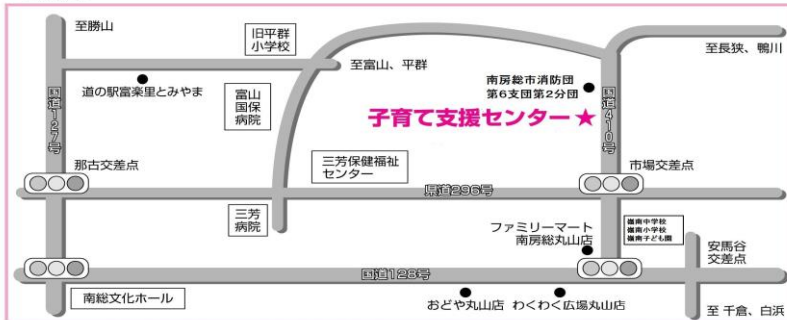 至勝山
旧平群
小学校
至富山、平群
至長狭、鴨川
道の駅富楽里とみやま
富山
国保
病院
南房総市消防団
第6支団第2分団
子育て支援センター★
国道127号
国道410号
那古交差点
三芳保健福祉
センター
市場交差点
県道296号
三芳
病院
ファミリーマート
南房総丸山店
嶺南中学校
嶺南小学校
嶺南子ども園
安馬谷
交差点
国道128号
南総文化ホール
おどや丸山店
わくわく広場丸山店
至 千倉、白浜